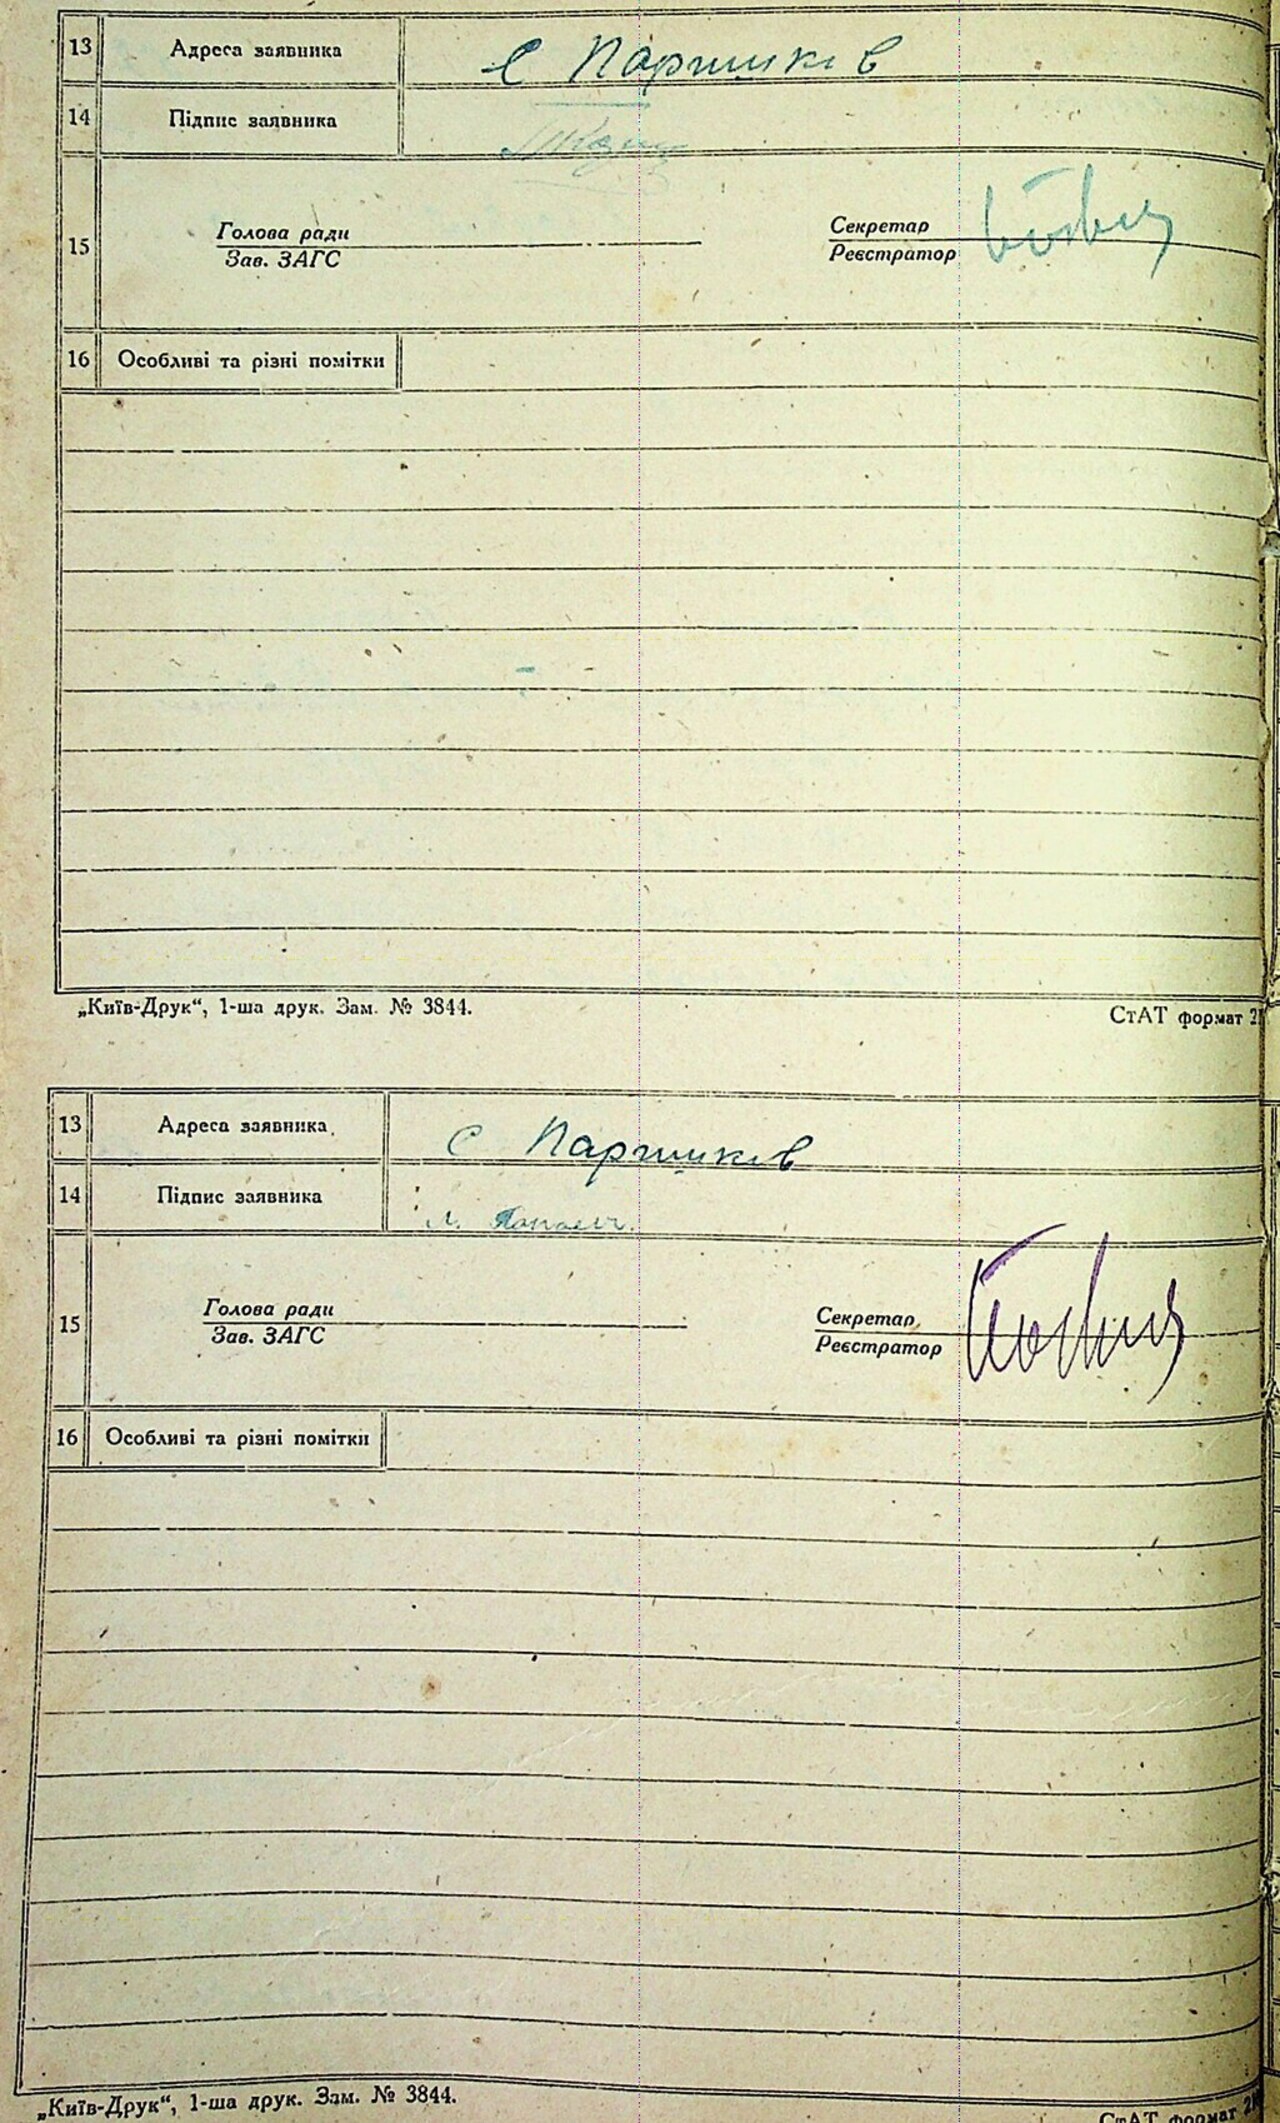 13 Адреса заявника с Паришків
14 Підпис заявника
15 Голова ради Секретар
Зав. ЗАГС Реєстратор
16 Особливі та різні помітки
„Київ-Друк“, 1-ша друк. Зам. № 3844. СтАТ формат
13 Адреса заявника с Паришків
14 Підпис заявника
15 Голова ради Секретар
Зав. ЗАГС Реєстратор
16 Особливі та різні помітки
„Київ-Друк“, 1-ша друк. Зам. № 3844. СтАТ формат